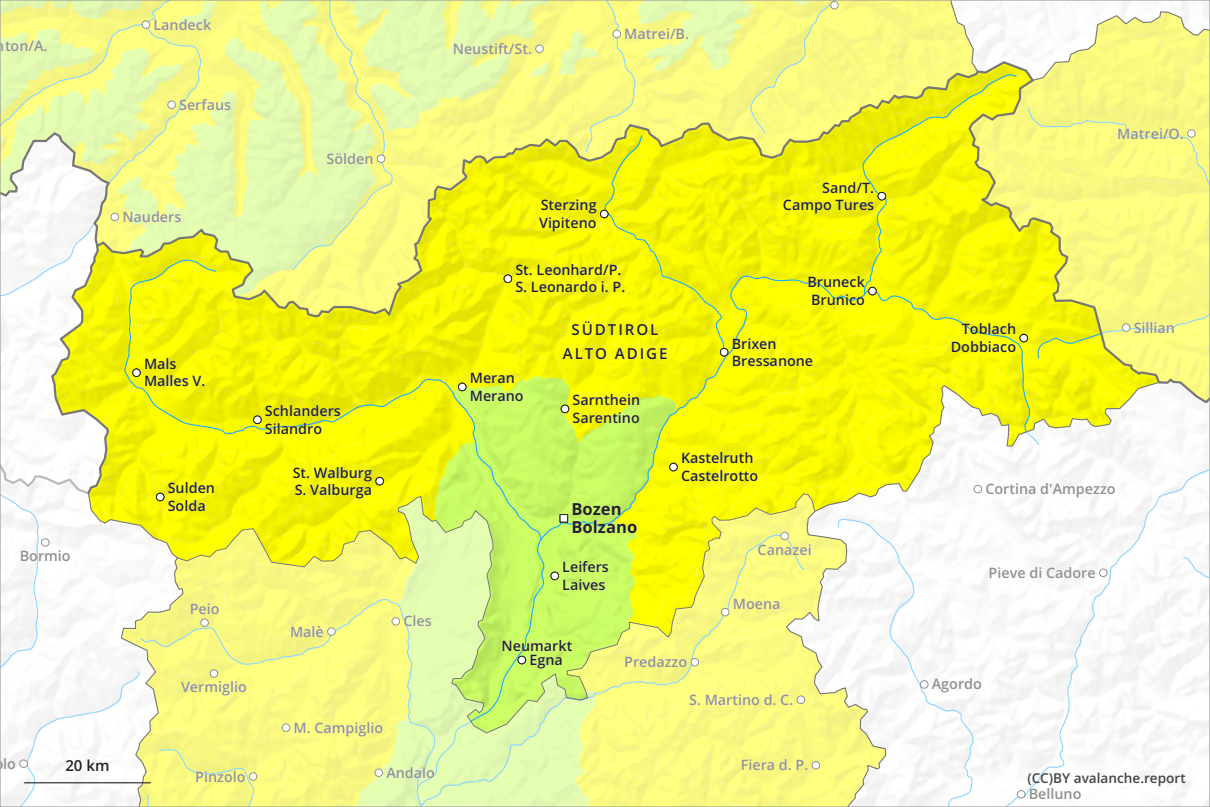 Landeck
nton/A.
Neustift/St.
Matrei/B.
Serfaus
Matrei/O.
Sölden
Nauders
Sand/T.
Campo Tures
Sterzing
Vipiteno
St. Leonhard/P.
S. Leonardo i. P.
Bruneck
Brunico
SÜDTIROL
ALTO ADIGE
Toblach
Dobbiaco
Sillian
Brixen
Bressanone
Mals
Malles V.
Meran
Merano
Sarnthein
Sarentino
Schlanders
Silandro
Kastelruth
Castelrotto
St. Walburg
S. Valburga
Sulden
Solda
Cortina d'Ampezzo
Bozen
Bolzano
Bormio
Canazei
Leifers
Laives
Pieve di Cadore
Peio
Moena
Malè
Cles
Neumarkt
Egna
Predazzo
Vermiglio
Agordo
S. Martino d. C.
M. Campiglio
olo
20 km
Pinzolo
Andalo
Fiera d. P.
(CC)BY avalanche.report
Belluno